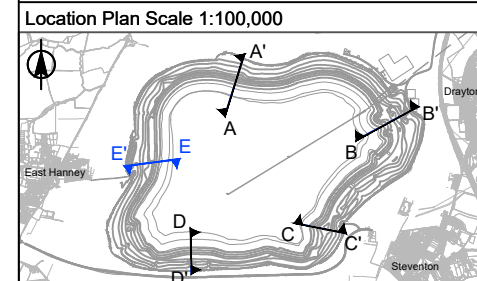 Location Plan Scale 1:100,000
A'
Drayton
B'
A
B
E' E
East Hanney
D
C
C'
Steventon
D'